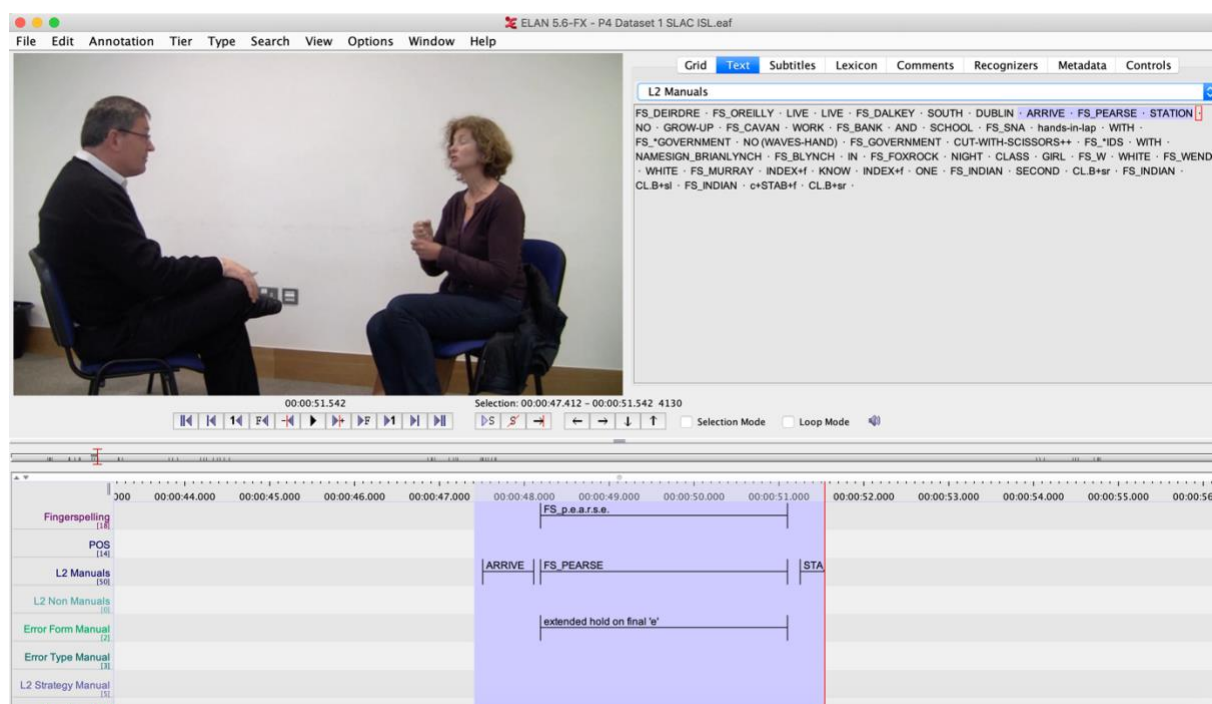 ELAN 5.6-FX - P4 Dataset 1 SLAC ISL.eaf
File Edit Annotation Tier Type Search View Options Window Help
Grid Text Subtitles Lexicon Comments Recognizers Metadata Controls
L2 Manuals
FS_DEIRDRE · FS_OREILLY · LIVE · LIVE · FS_DALKEY · SOUTH · DUBLIN · ARRIVE · FS_PEARSE · STATION ·
NO · GROW-UP · FS_CAVAN · WORK · FS_BANK · AND · SCHOOL · FS_SNA · hands-in-lap · WITH ·
FS_*GOVERNMENT · NO (WAVES-HAND) · FS_GOVERNMENT · CUT-WITH-SCISSORS++ · FS_*IDS · WITH ·
NAMESIGN_BRIANLYNCH · FS_BLYNCH · IN · FS_FOXROCK · NIGHT · CLASS · GIRL · FS_W · WHITE · FS_WEND
· WHITE · FS_MURRAY · INDEX+f · KNOW · INDEX+f · ONE · FS_INDIAN · SECOND · CL.B+sr · FS_INDIAN ·
CL.B+sl · FS_INDIAN · c+STAB+f · CL.B+sr ·
00:00:51.542 Selection: 00:00:47.412 - 00:00:51.542 4130
Selection Mode Loop Mode
000 00:00:44.000 00:00:45.000 00:00:46.000 00:00:47.000 00:00:48.000 00:00:49.000 00:00:50.000 00:00:51.000 00:00:52.000 00:00:53.000 00:00:54.000 00:00:55.000 00:00:56
Fingerspelling FS_p.e.a.r.s.e.
[18]
POS
[14]
L2 Manuals ARRIVE FS_PEARSE STA
[50]
L2 Non Manuals
[0]
Error Form Manual extended hold on final 'e'
[2]
Error Type Manual
[3]
L2 Strategy Manual
[5]